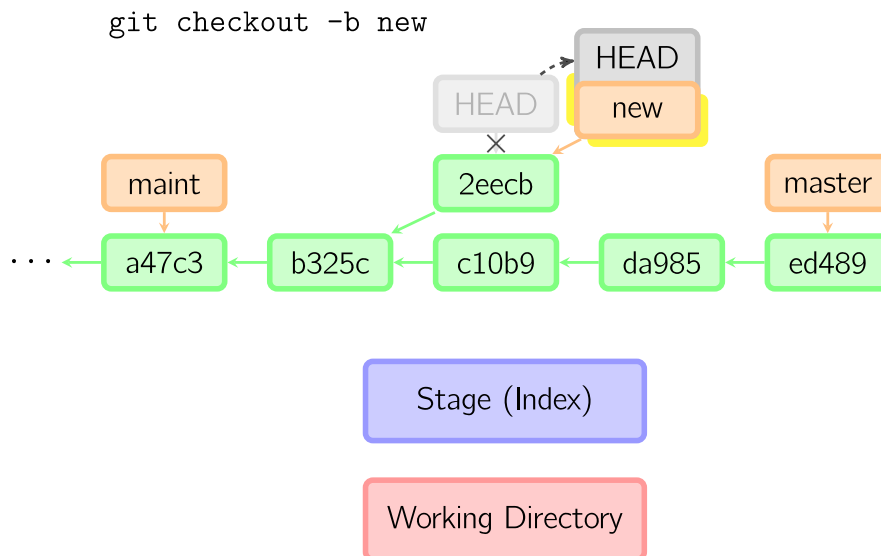 git checkout -b new
HEAD
HEAD
new
maint
2eecb
master
...
a47c3
b325c
c10b9
da985
ed489
Stage (Index)
Working Directory